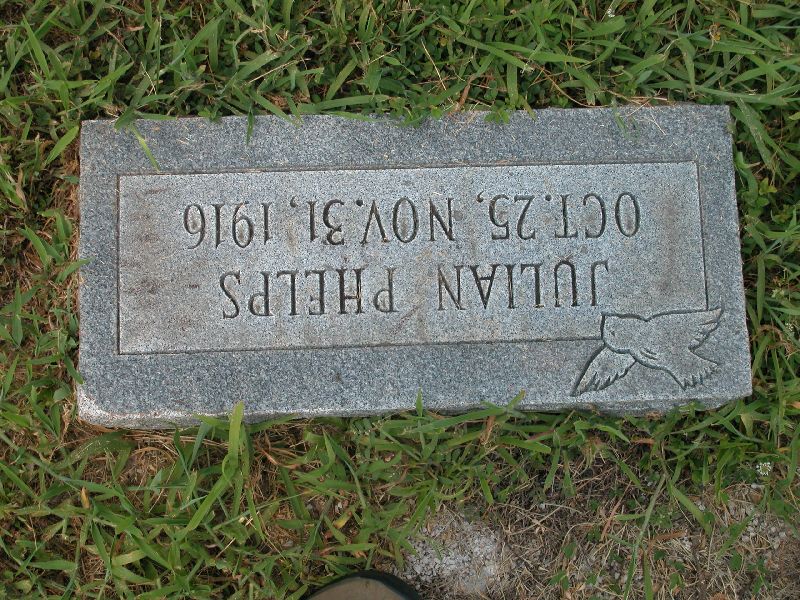 JULIAN PHELPS
OCT. 25, NOV. 31, 1916